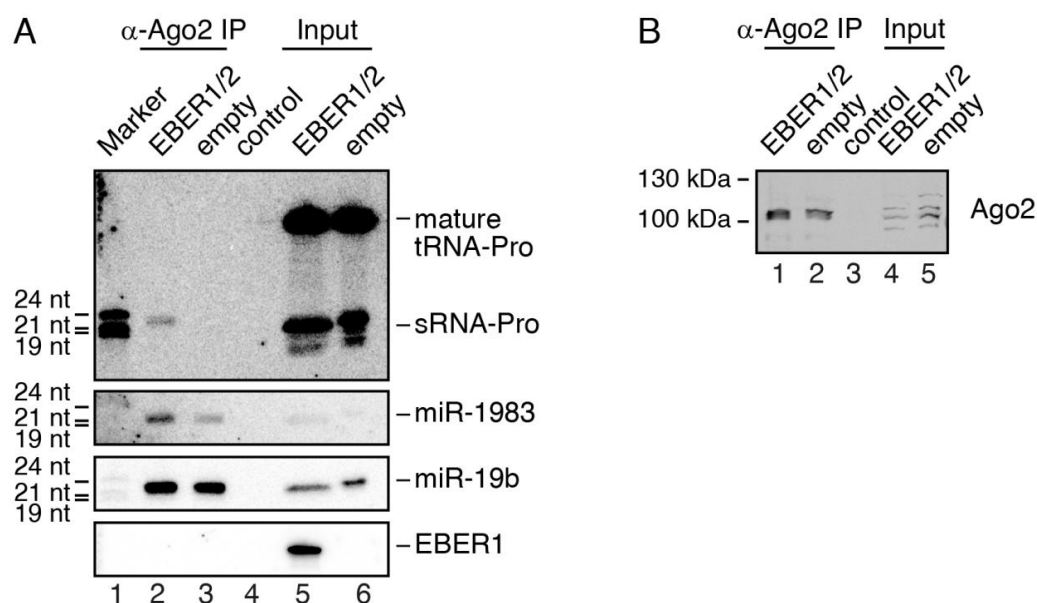 A
α-Ago2 IP
Input
Marker
EBER1/2
empty
control
EBER1/2
empty
mature
tRNA-Pro
24 nt
21 nt
19 nt
sRNA-Pro
24 nt
21 nt
19 nt
miR-1983
24 nt
21 nt
19 nt
miR-19b
EBER1
1 2 3 4 5 6
B
α-Ago2 IP
Input
EBER1/2
empty
control
EBER1/2
empty
130 kDa
100 kDa
Ago2
1 2 3 4 5